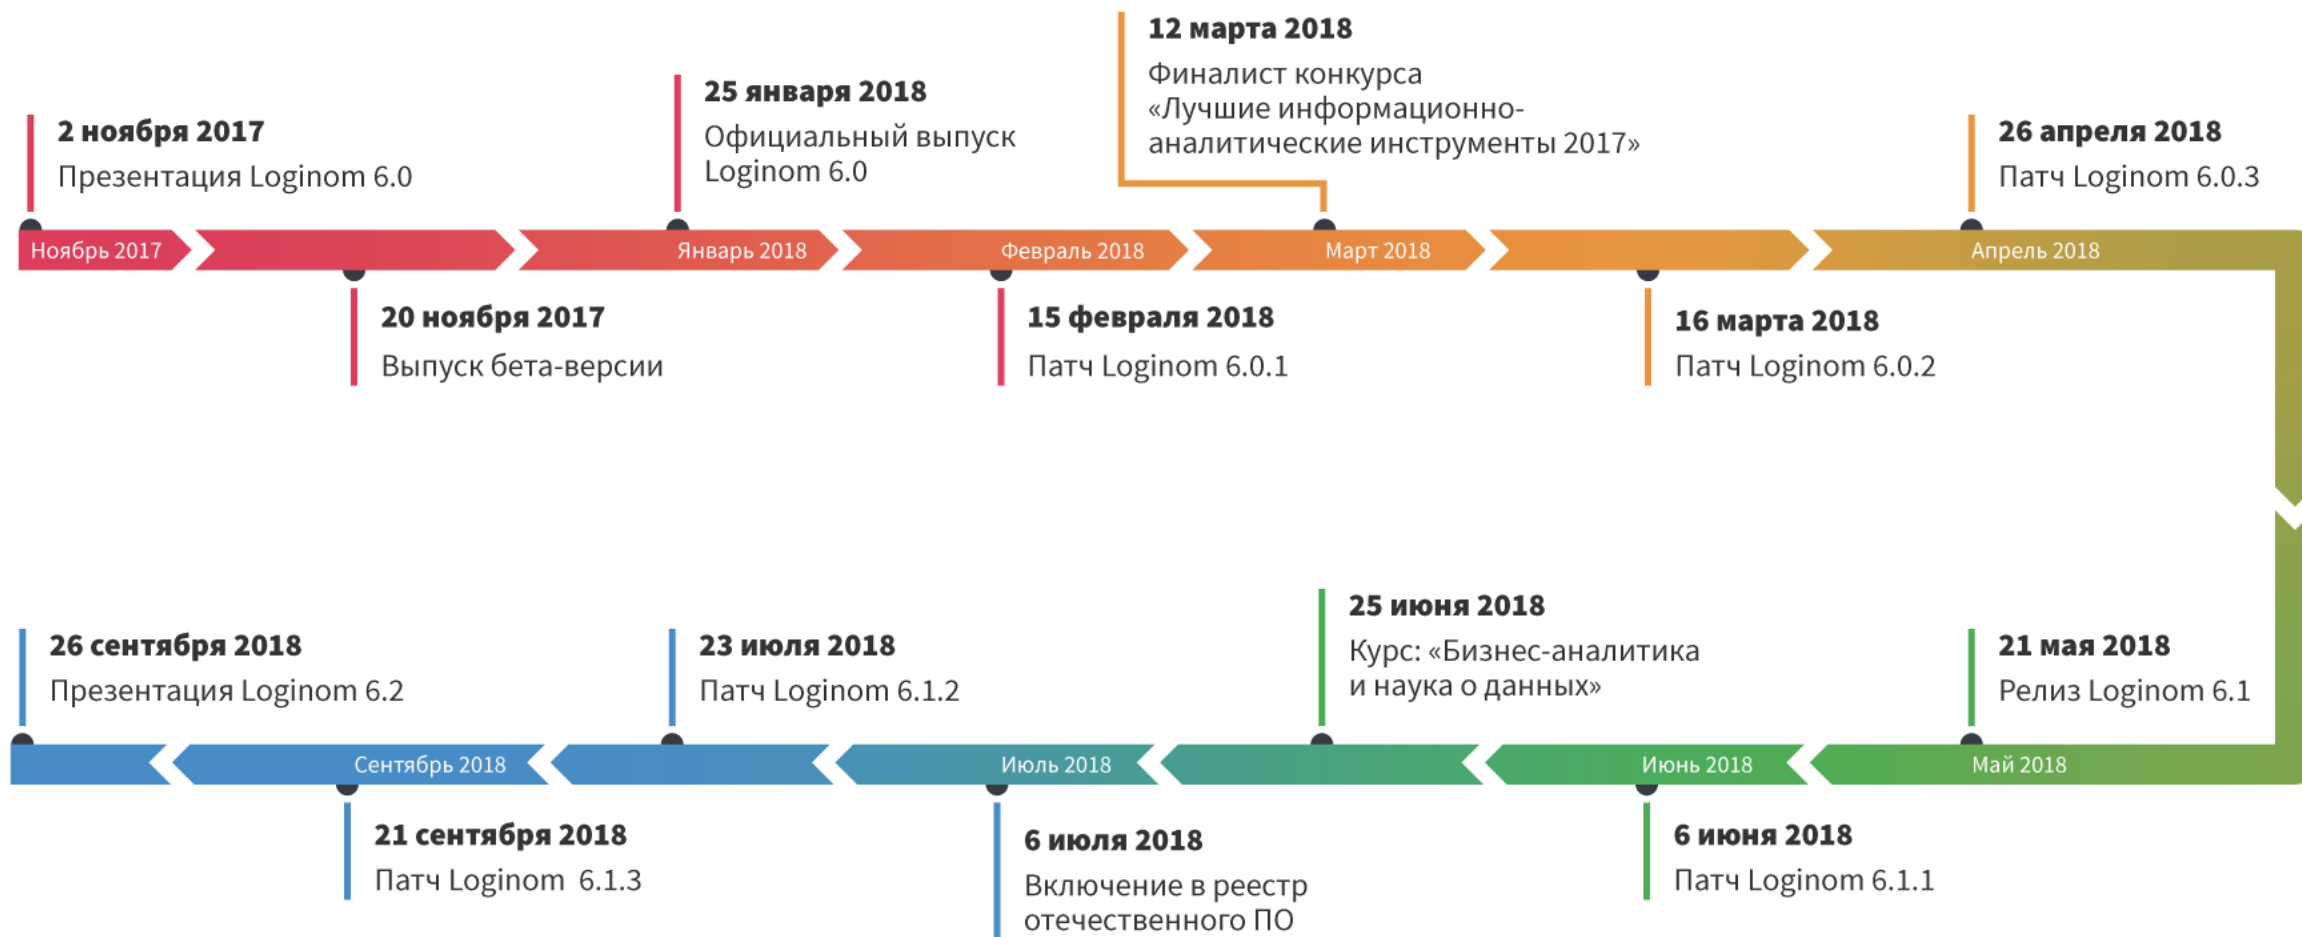 2 ноября 2017
Презентация Loginom 6.0
25 января 2018
Официальный выпуск
Loginom 6.0
12 марта 2018
Финалист конкурса
«Лучшие информационно-
аналитические инструменты 2017»
26 апреля 2018
Патч Loginom 6.0.3
Ноябрь 2017
Январь 2018
Февраль 2018
Март 2018
Апрель 2018
20 ноября 2017
Выпуск бета-версии
15 февраля 2018
Патч Loginom 6.0.1
16 марта 2018
Патч Loginom 6.0.2
26 сентября 2018
Презентация Loginom 6.2
23 июля 2018
Патч Loginom 6.1.2
25 июня 2018
Курс: «Бизнес-аналитика
и наука о данных»
21 мая 2018
Релиз Loginom 6.1
Сентябрь 2018
Июль 2018
Июнь 2018
Май 2018
21 сентября 2018
Патч Loginom 6.1.3
6 июля 2018
Включение в реестр
отечественного ПО
6 июня 2018
Патч Loginom 6.1.1